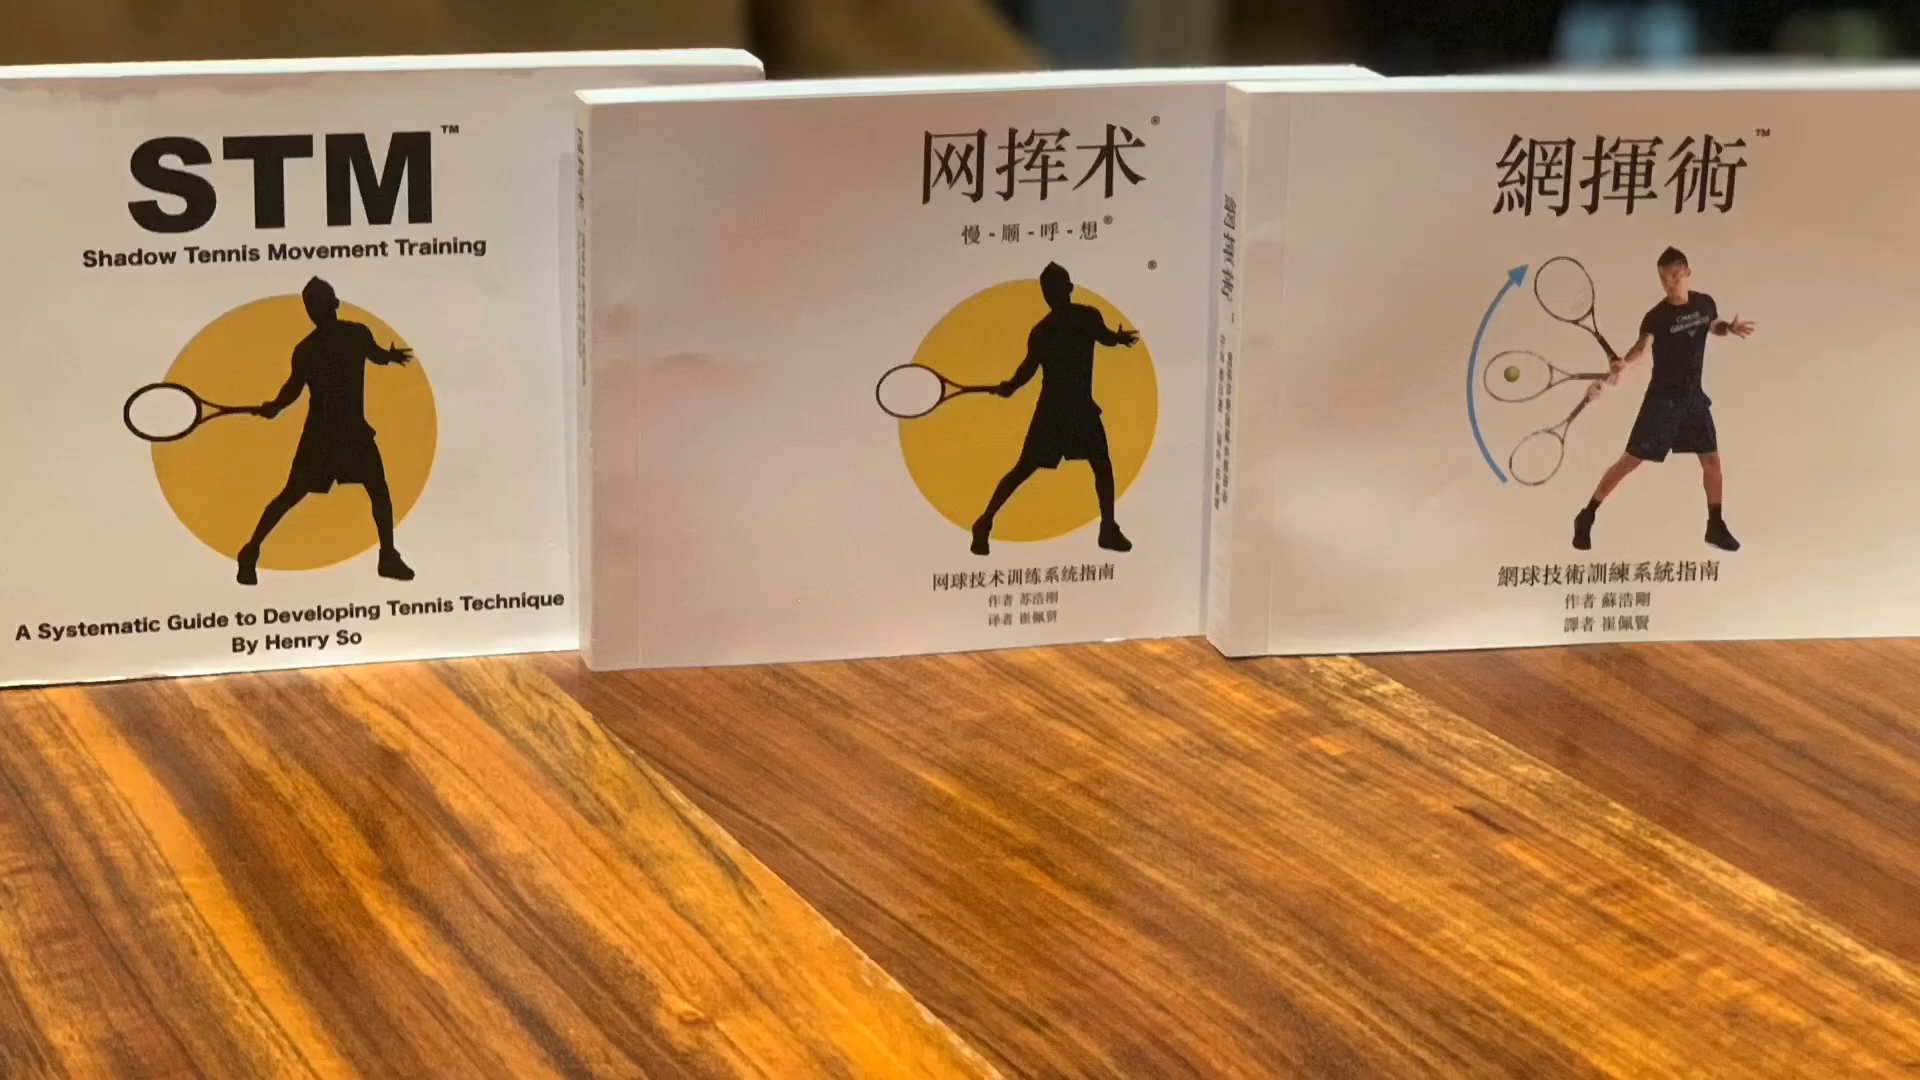 STM™
Shadow Tennis Movement Training
A Systematic Guide to Developing Tennis Technique
By Henry So
网挥术®
慢-顺-呼-想®
®
网球技术训练系统指南
作者 苏浩刚
译者 崔佩贤
網揮術™
網球技術訓練系統指南
作者 蘇浩剛
譯者 崔佩賢